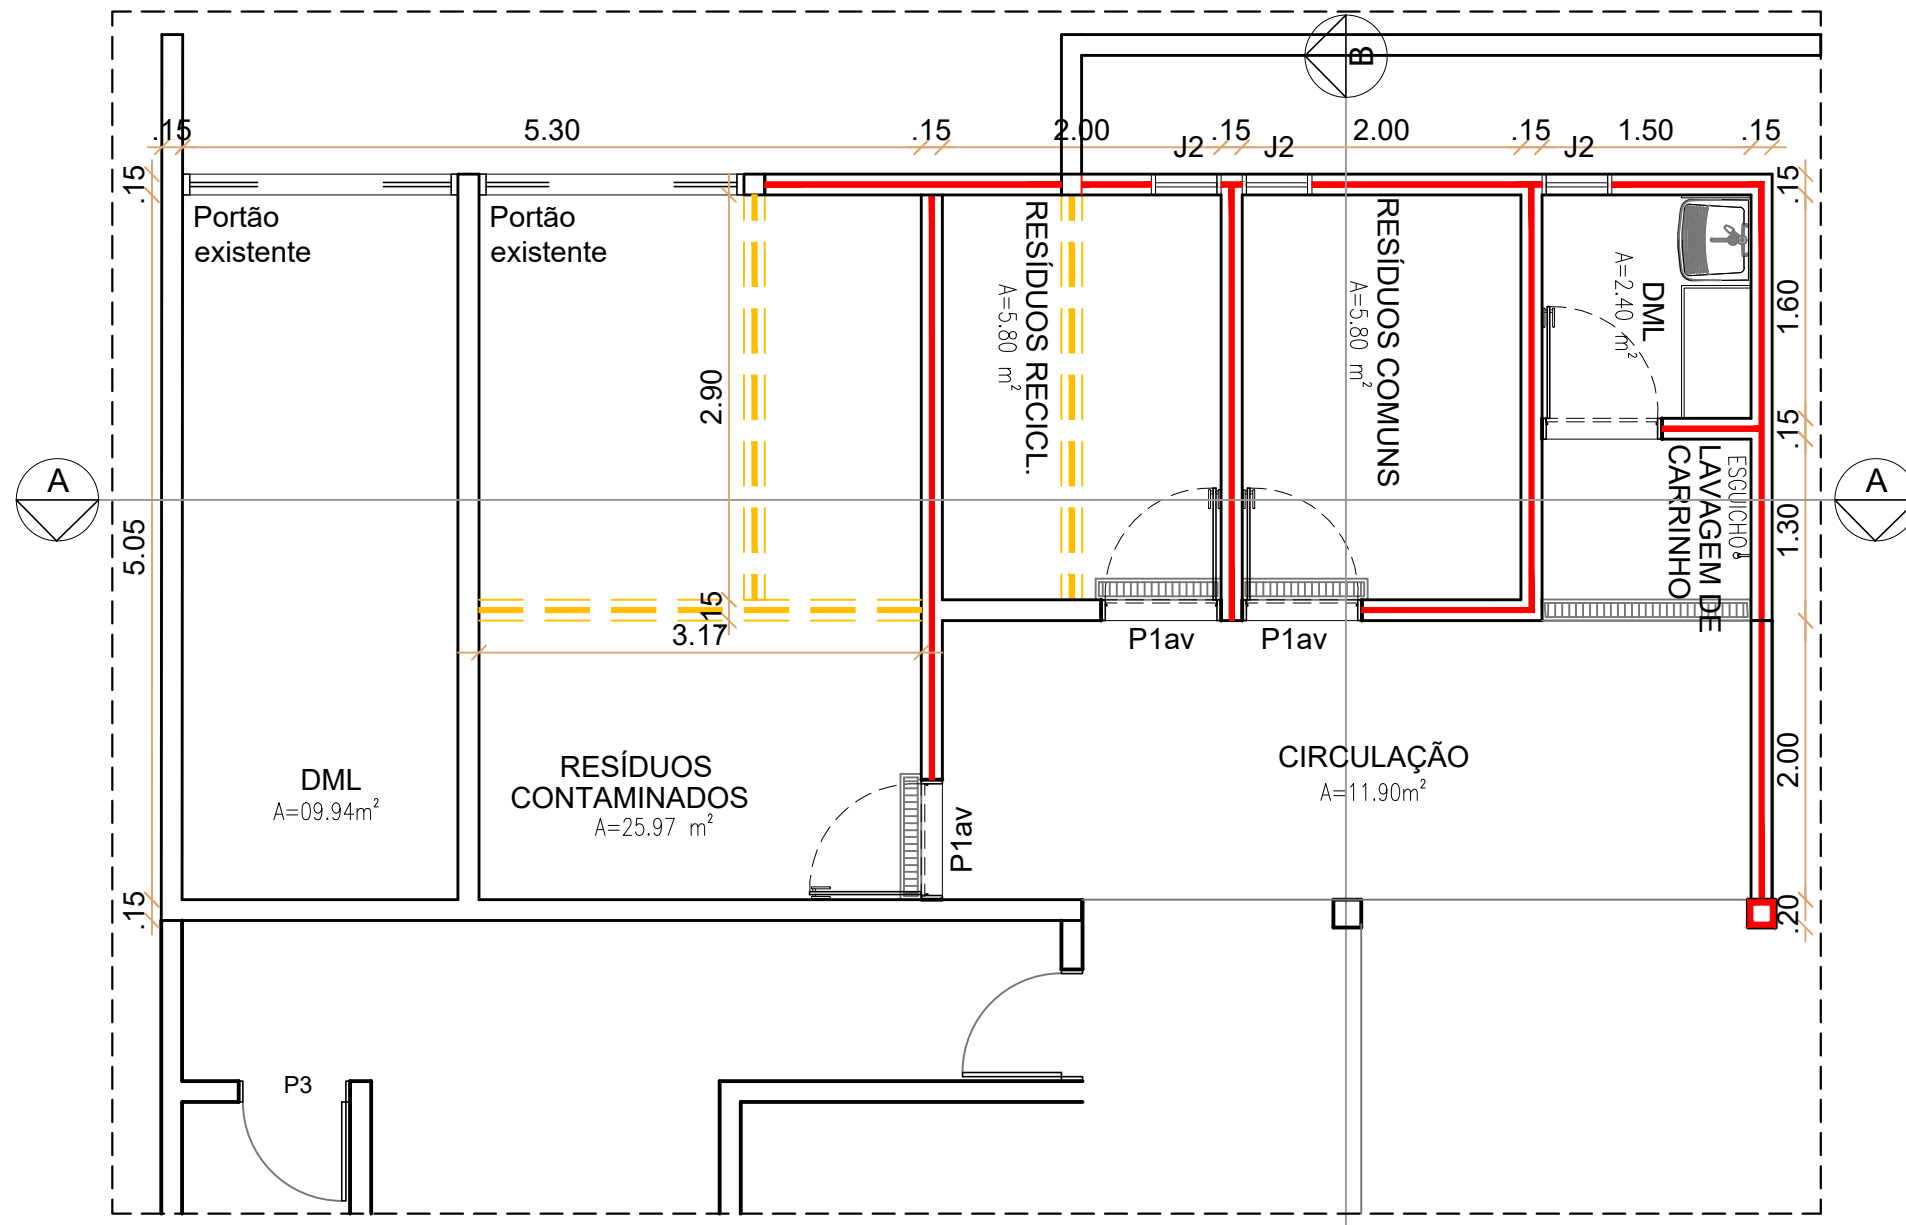 B
.15
5.30
.15
2.00
.15
2.00
.15
1.50
.15
J2
J2
J2
.15
.15
Portão
existente
Portão
existente
RESÍDUOS RECICL.
A=5.80 m²
RESÍDUOS COMUNS
A=5.80 m²
DML
A=2.40 m²
1.60
2.90
.15
LAVAGEM DE
CARRINHO
ESGUICHO
A
A
5.05
1.30
.15
3.17
P1av
P1av
DML
A=09.94m²
RESÍDUOS
CONTAMINADOS
A=25.97 m²
P1av
CIRCULAÇÃO
A=11.90m²
2.00
.15
.20
P3